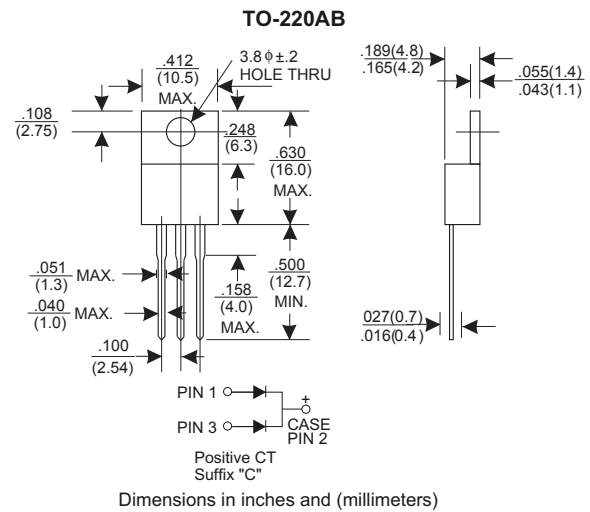 TO-220AB
.412
(10.5)
MAX.
3.8ϕ±.2
HOLE THRU
.189(4.8)
.165(4.2)
.055(1.4)
.043(1.1)
.108
(2.75)
.248
(6.3)
.630
(16.0)
MAX.
.051
(1.3)
MAX.
.040
(1.0)
MAX.
.158
(4.0)
MAX.
.500
(12.7)
MIN.
027(0.7)
.016(0.4)
.100
(2.54)
PIN 1
+
PIN 3
CASE
PIN 2
Positive CT
Suffix "C"
Dimensions in inches and (millimeters)